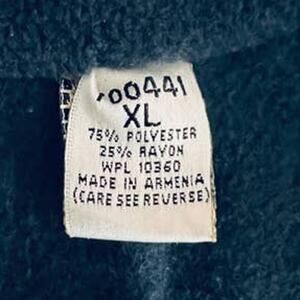 '00441
XL
75% POLYESTER
25% RAYON
WPL 10360
MADE IN ARMENIA
(CARE SEE REVERSE)